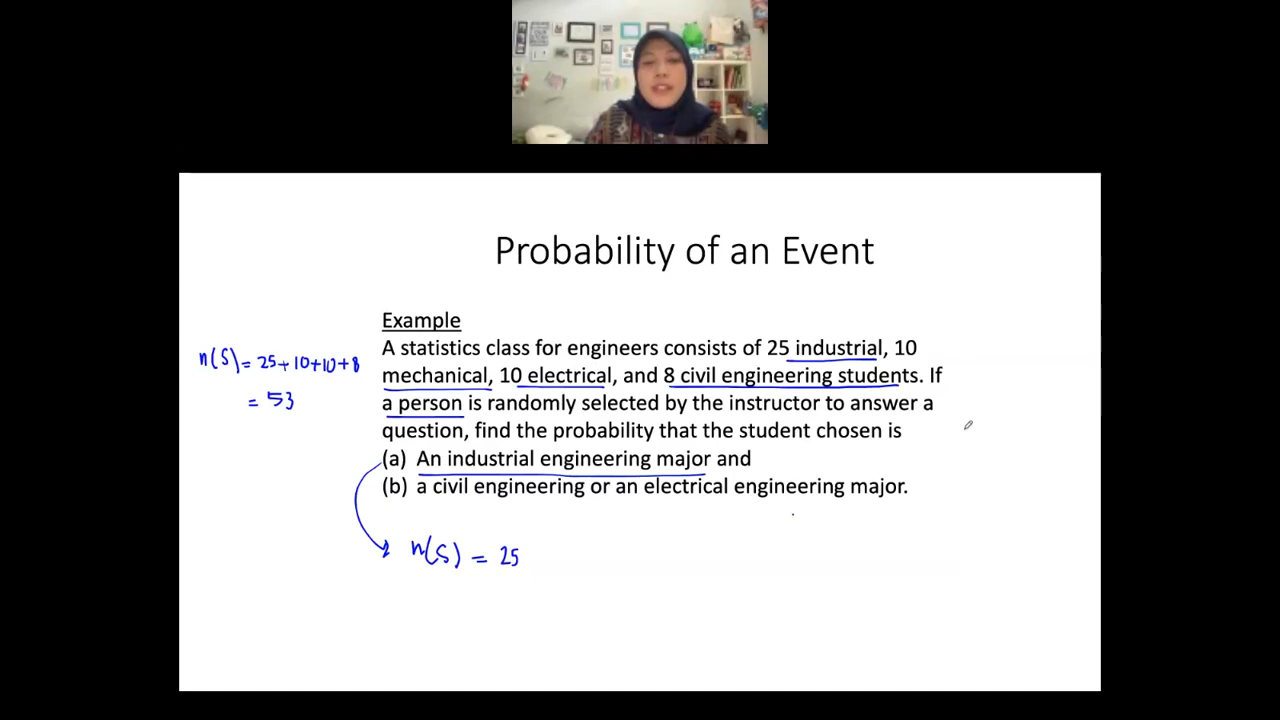 Probability of an Event
Example
A statistics class for engineers consists of 25 industrial, 10
mechanical, 10 electrical, and 8 civil engineering students. If
a person is randomly selected by the instructor to answer a
question, find the probability that the student chosen is
(a) An industrial engineering major and
(b) a civil engineering or an electrical engineering major.
n(S) = 25+10+10+8
= 53
n(S) = 25